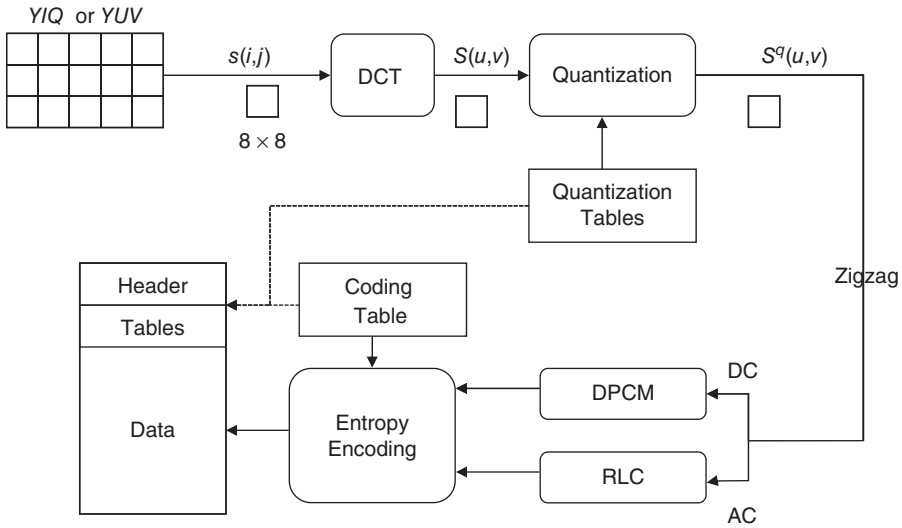 YIQ or YUV
s(i,j)
8 × 8
DCT
S(u,v)
Quantization
S^q(u,v)
Quantization
Tables
Zigzag
Header
Tables
Data
Coding
Table
Entropy
Encoding
DPCM
RLC
DC
AC